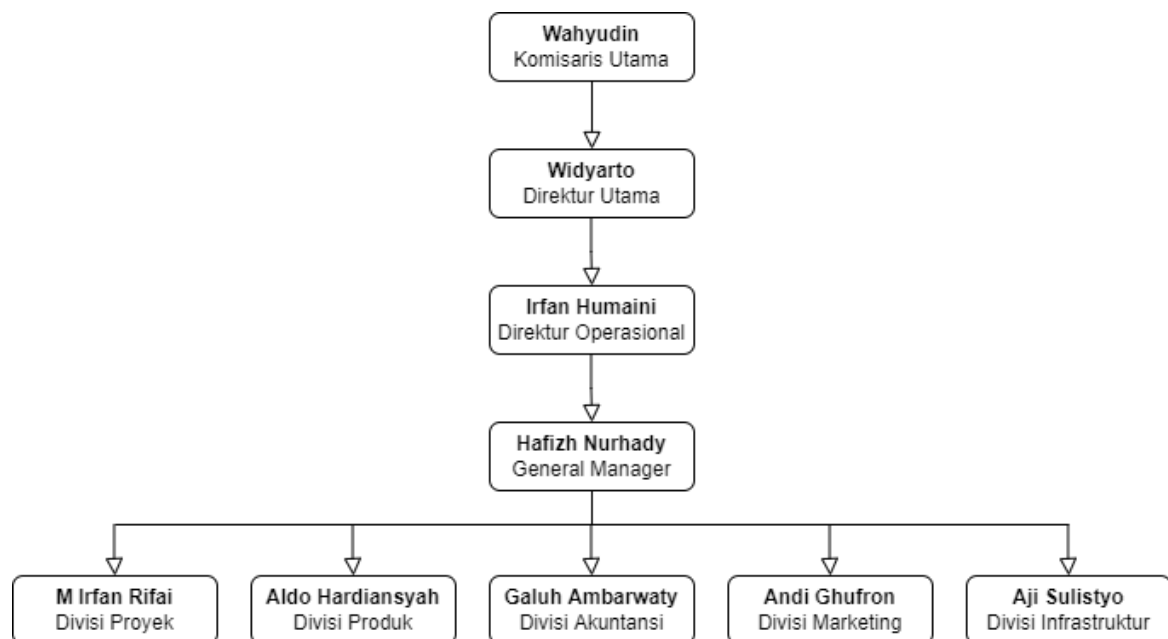 Wahyudin
Komisaris Utama
Widyarto
Direktur Utama
Irfan Humaini
Direktur Operasional
Hafizh Nurhady
General Manager
M Irfan Rifai
Divisi Proyek
Aldo Hardiansyah
Divisi Produk
Galuh Ambarwaty
Divisi Akuntansi
Andi Ghufron
Divisi Marketing
Aji Sulistyo
Divisi Infrastruktur